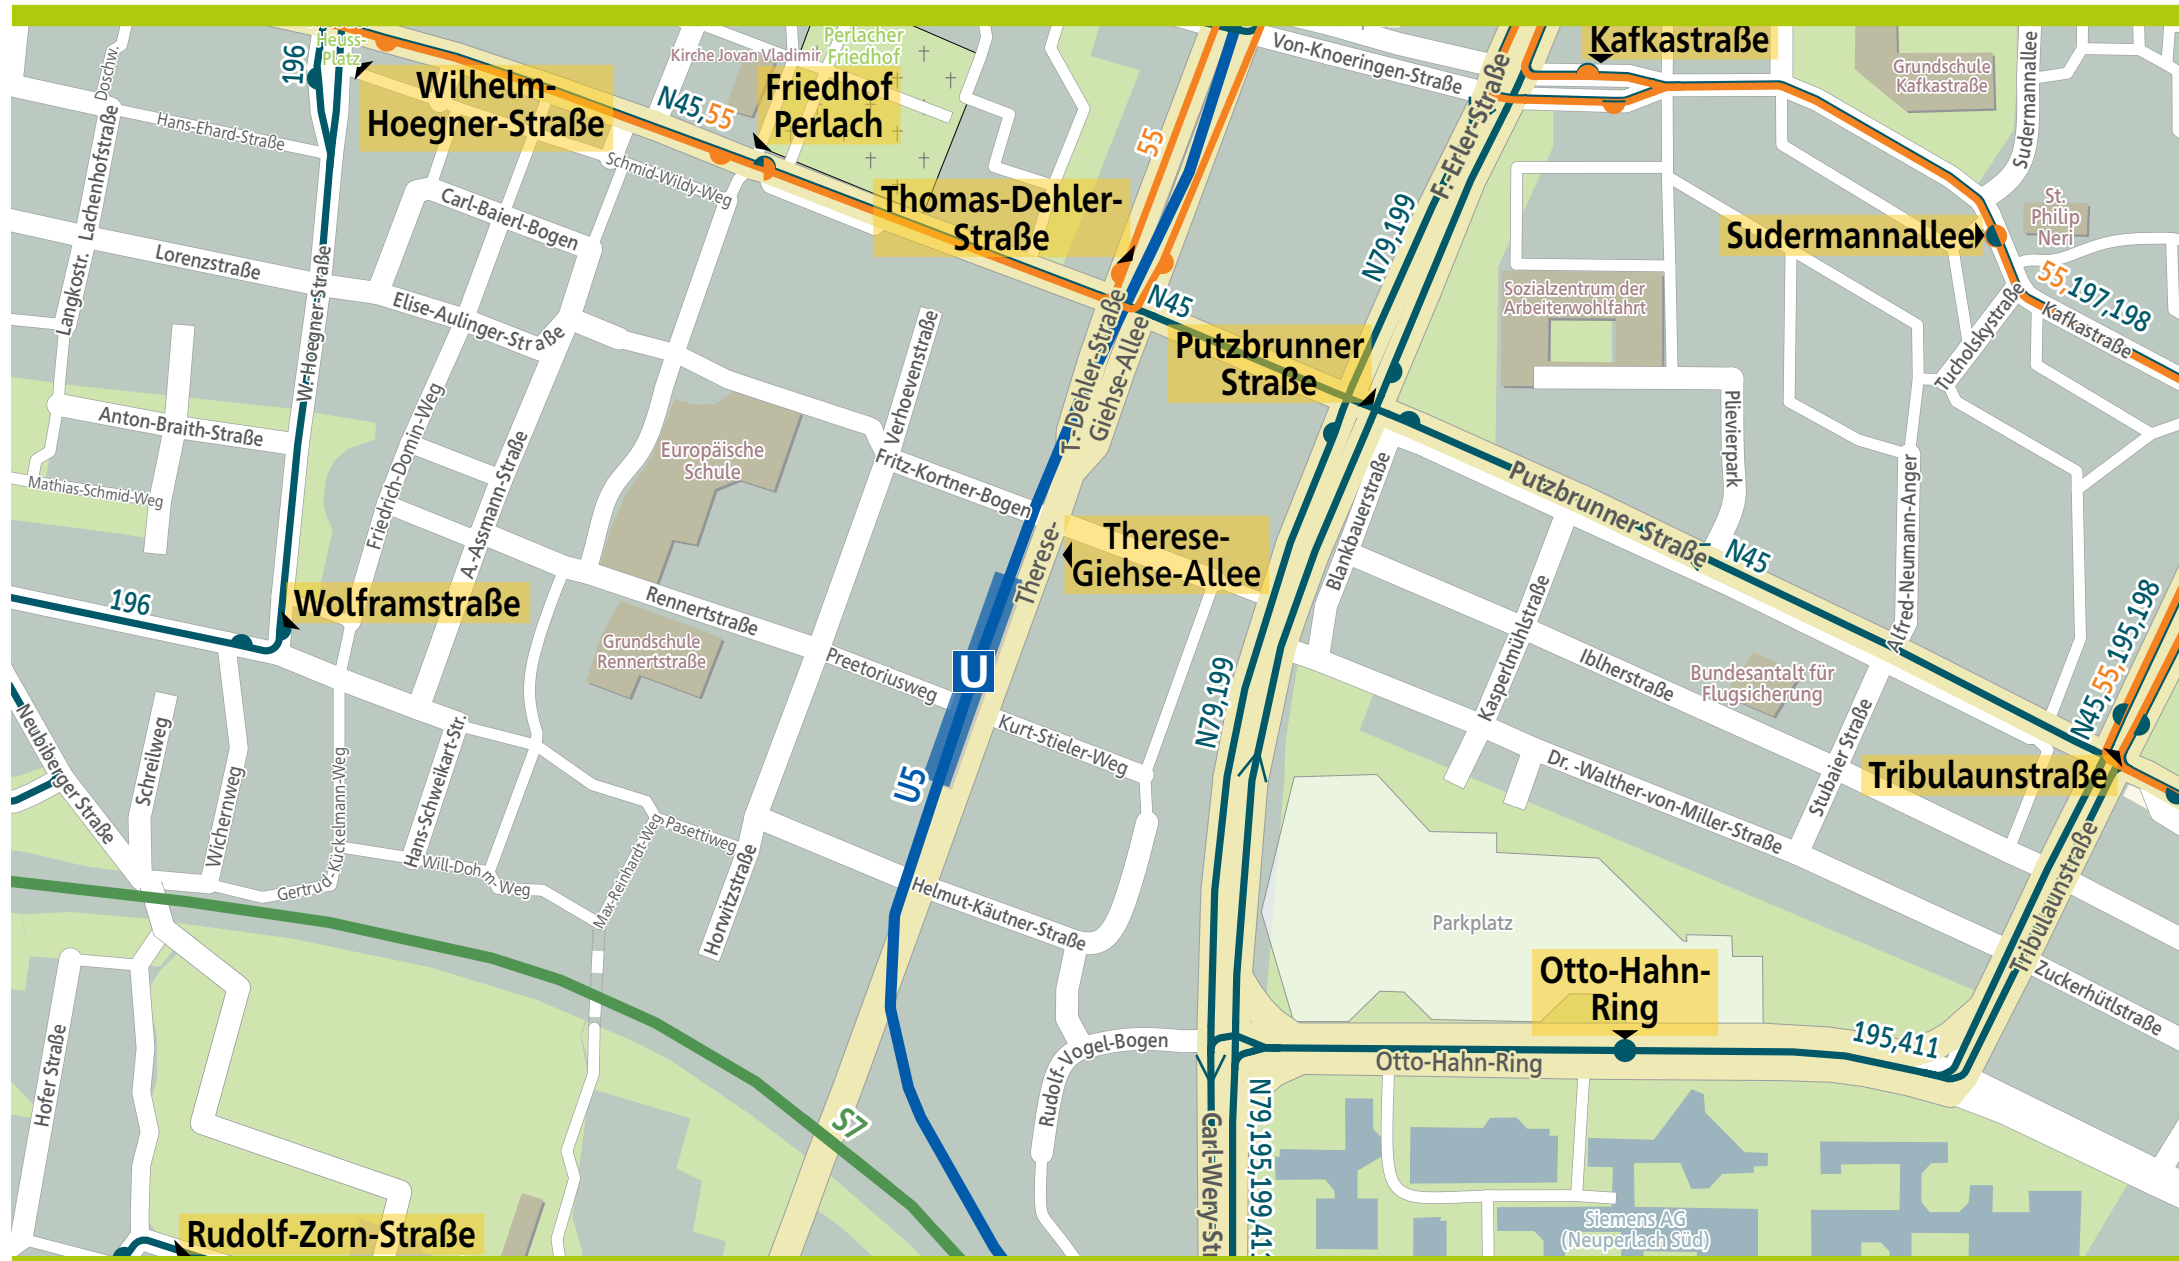 Kafkastraße
Von-Knoeringen-Straße
Perlacher
Friedhof
Kirche Jovan Vladimir
Heuss-
Platz
196
Doschw.
Wilhelm-
Hoegner-Straße
N45,55
Friedhof
Perlach
55
F.-Erler-Straße
Grundschule
Kafkastraße
Sudermannallee
Hans-Ehard-Straße
Lachenhofstraße
Schmid-Wildy-Weg
Carl-Baierl-Bogen
Thomas-Dehler-
Straße
N79,199
Sudermannallee
St.
Philip
Neri
Lorenzstraße
Langkostr.
W.-Hoegner-Straße
Elise-Aulinger-Straße
N45
Sozialzentrum der
Arbeiterwohlfahrt
55,197,198
Kafkastraße
Tucholskystraße
Verhoevenstraße
T.-Dehler-Straße
Giehse-Allee
Putzbrunner
Straße
Plievierpark
Anton-Braith-Straße
Friedrich-Domin-Weg
A.-Assmann-Straße
Europäische
Schule
Fritz-Kortner-Bogen
Mathias-Schmid-Weg
Blankbauerstraße
Putzbrunner-Straße
N45
Alfred-Neumann-Anger
Therese-
Therese-
Giehse-Allee
196
Wolframstraße
Rennertstraße
Grundschule
Rennertstraße
Preetoriusweg
U
Kasperlmühlstraße
Iblherstraße
Bundesantalt für
Flugsicherung
N45,55,195,198
Neubiberger Straße
Schreilweg
Wichernweg
Gertrud-Kückelmann-Weg
Hans-Schweikart-Str.
U5
Kurt-Stieler-Weg
N79,199
Dr. -Walther-von-Miller-Straße
Stubaier Straße
Tribulaunstraße
Will-Dohm-Weg
Max-Reinhardt-Weg
Pasettiweg
Horwitzstraße
Helmut-Käutner-Straße
Parkplatz
Tribulaunstraße
Zuckerhütlstraße
Otto-Hahn-
Ring
195,411
Otto-Hahn-Ring
Hofer Straße
S7
Rudolf-Vogel-Bogen
Carl-Wery-Str
N79,195,199,411
Rudolf-Zorn-Straße
Siemens AG
(Neuperlach Süd)